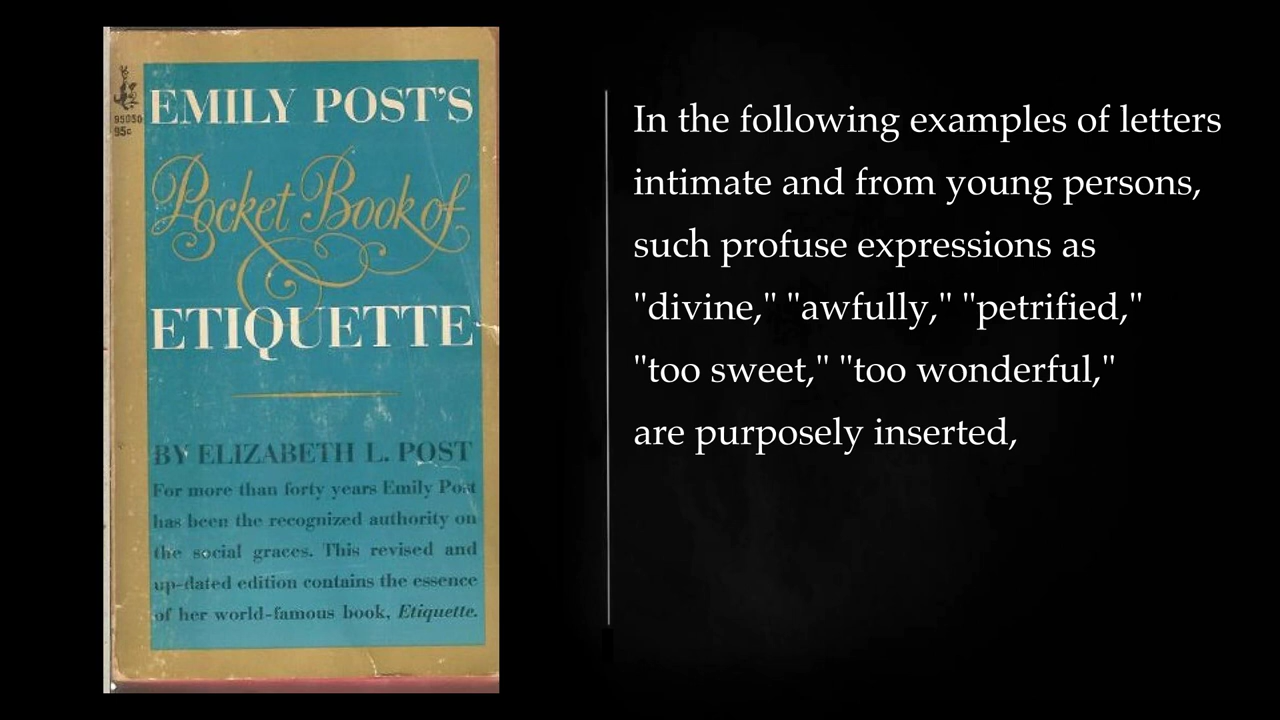 95050
95c
EMILY POST'S
Pocket Book of
ETIQUETTE
BY ELIZABETH L. POST
For more than forty years Emily Post
has been the recognized authority on
the social graces. This revised and
up-dated edition contains the essence
of her world-famous book, Etiquette.
In the following examples of letters
intimate and from young persons,
such profuse expressions as
"divine," "awfully," "petrified,"
"too sweet," "too wonderful,"
are purposely inserted,